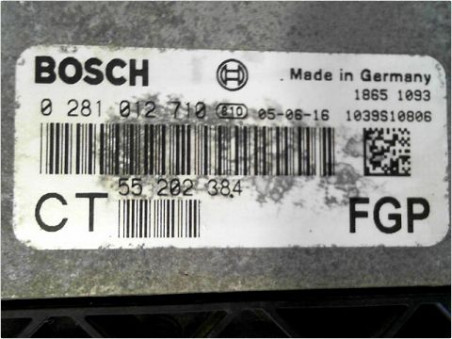 BOSCH
Made in Germany
1865 1093
0 281 012 710 810 05-06-16 1039S10806
55 202 384
CT
FGP